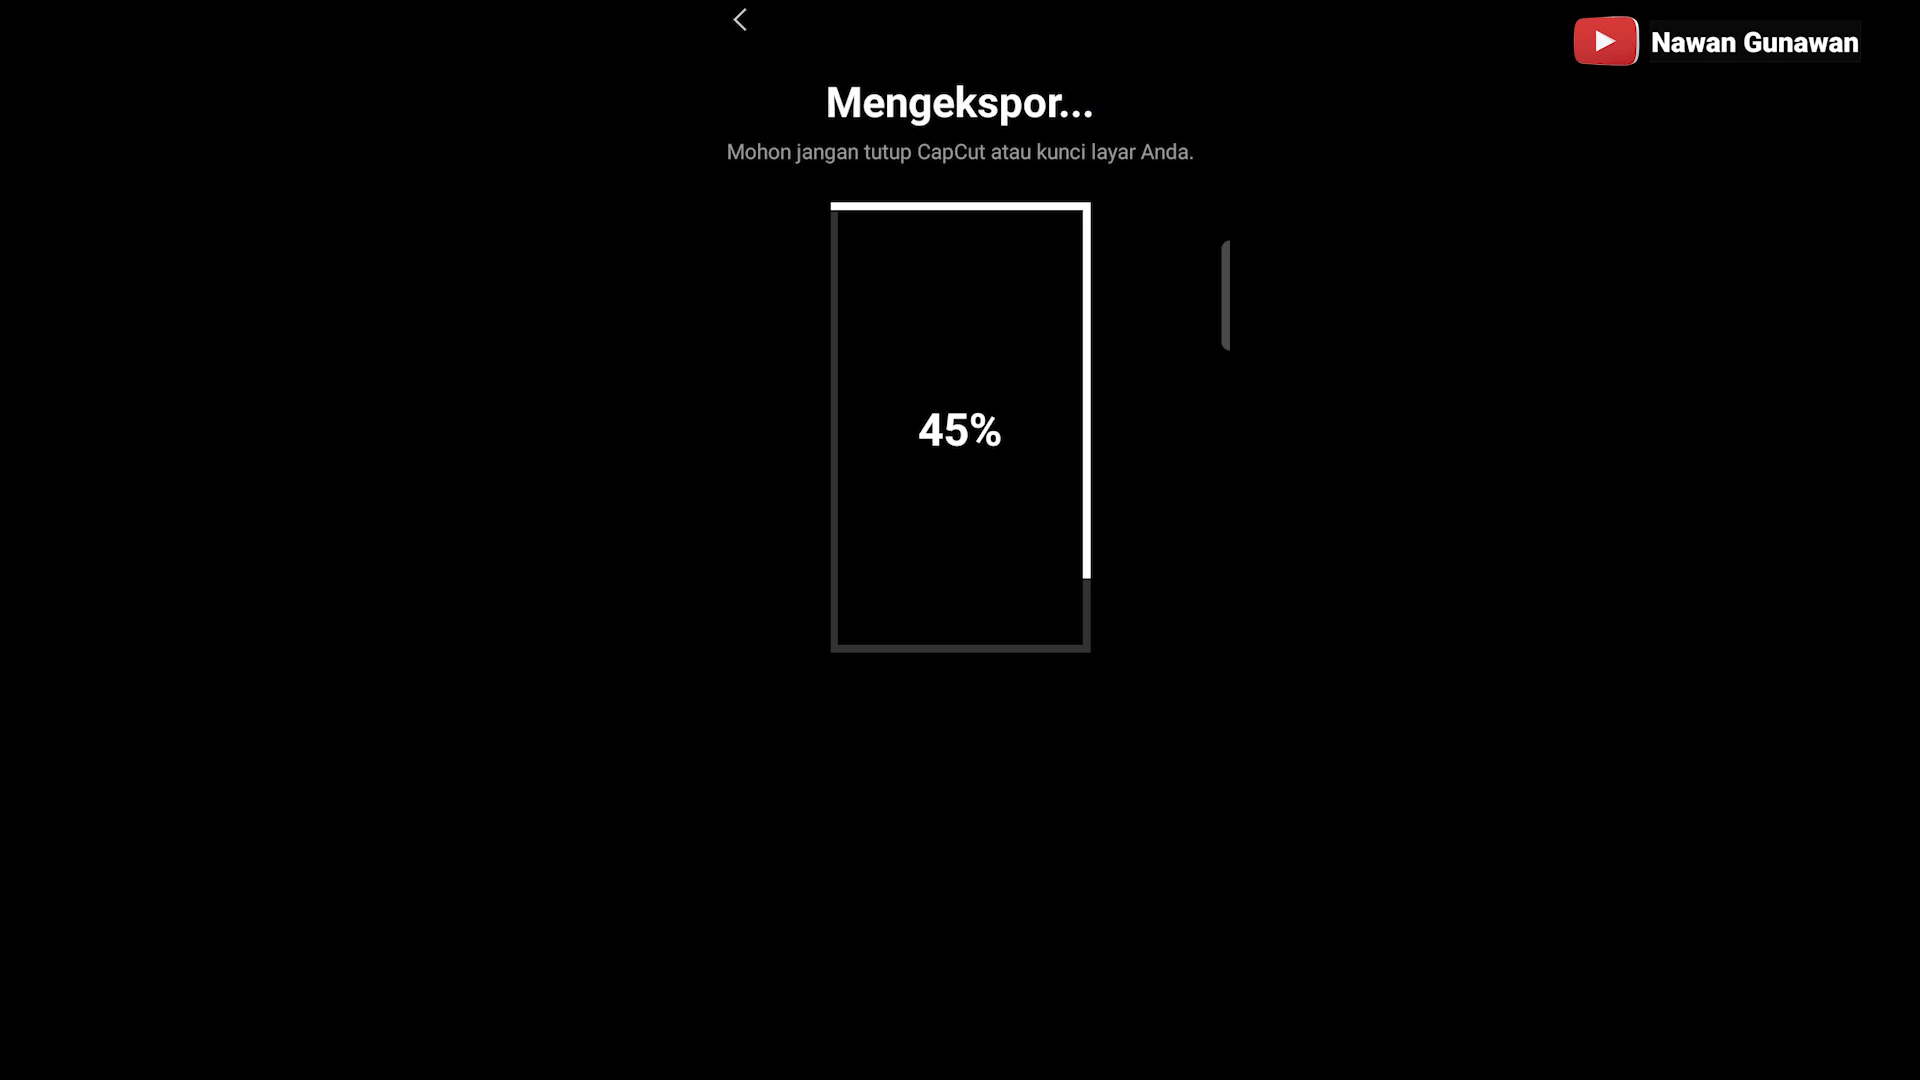 Nawan Gunawan
Mengekspor...
Mohon jangan tutup CapCut atau kunci layar Anda.
45%